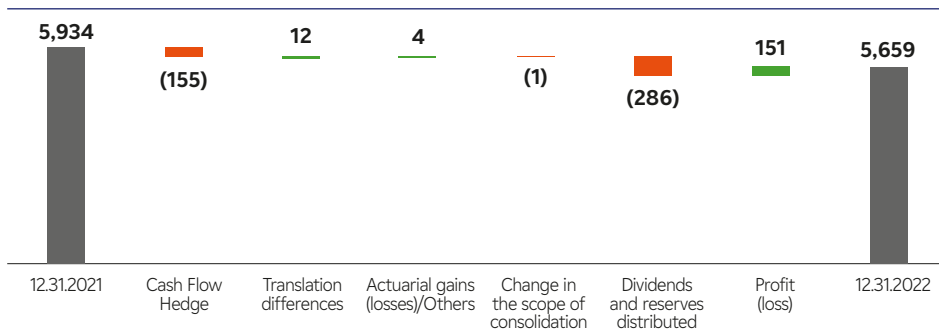 5,934
(155)
12
4
(1)
(286)
151
5,659
12.31.2021
Cash Flow
Hedge
Translation
differences
Actuarial gains
(losses)/Others
Change in
the scope of
consolidation
Dividends
and reserves
distributed
Profit
(loss)
12.31.2022